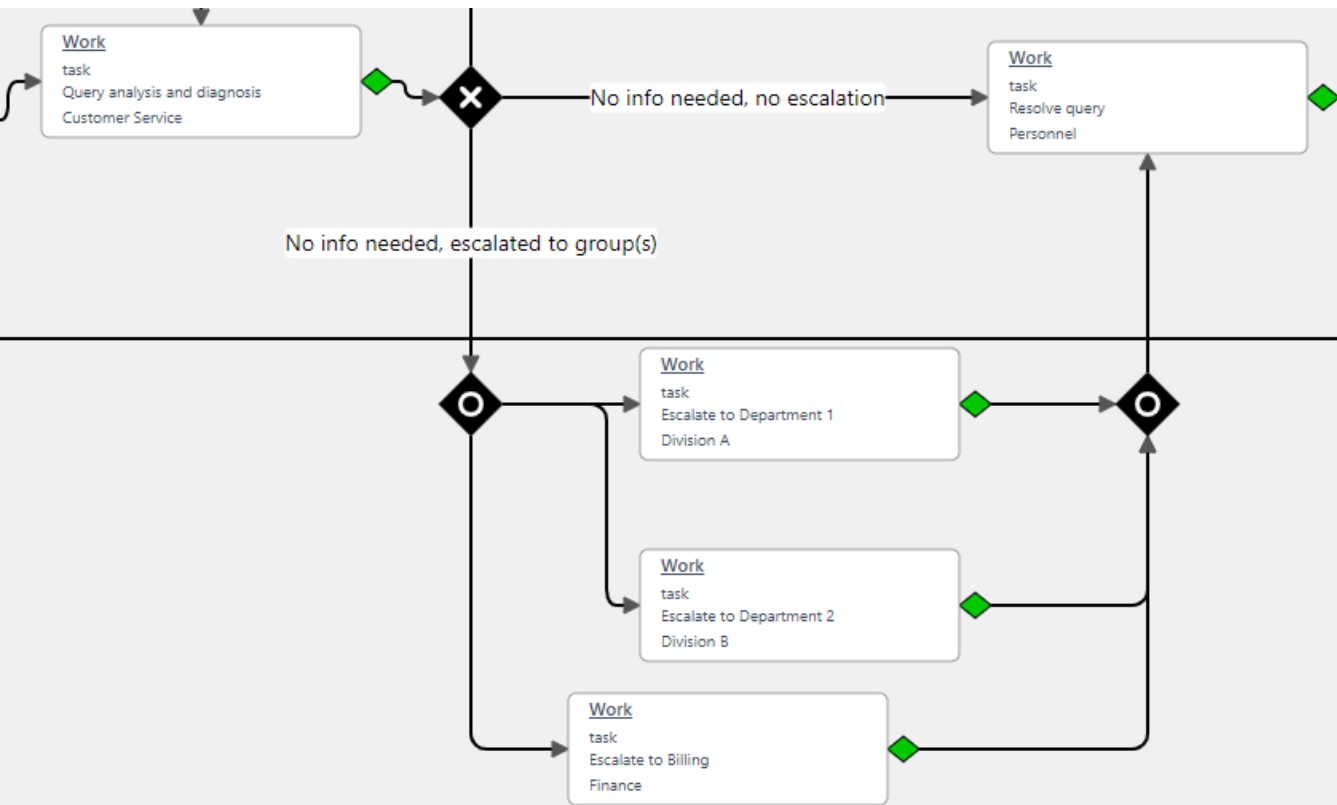 Work
task
Query analysis and diagnosis
Customer Service
No info needed, no escalation
Work
task
Resolve query
Personnel
No info needed, escalated to group(s)
Work
task
Escalate to Department 1
Division A
Work
task
Escalate to Department 2
Division B
Work
task
Escalate to Billing
Finance